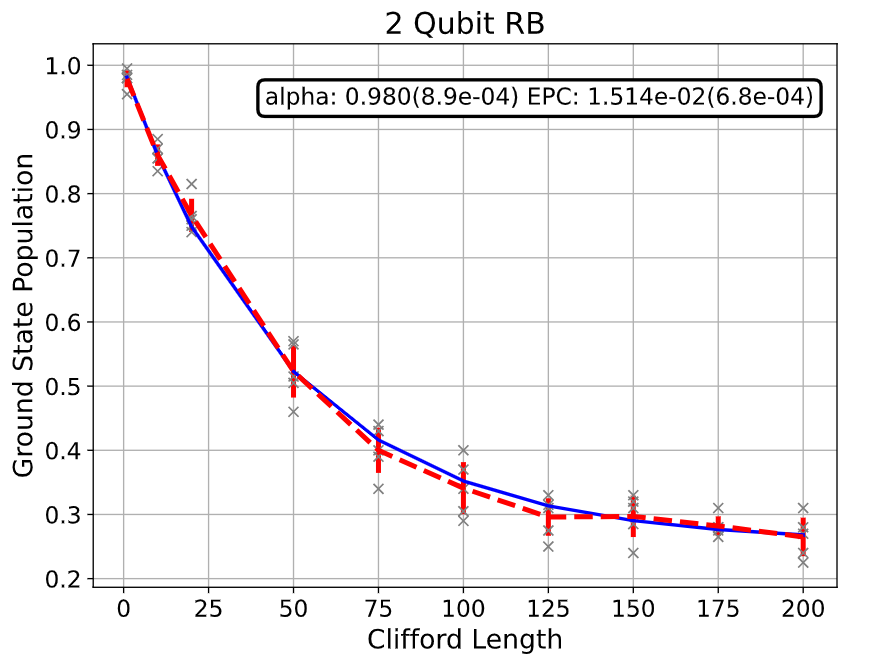 2 Qubit RB
alpha: 0.980(8.9e-04) EPC: 1.514e-02(6.8e-04)
Ground State Population
1.0
0.9
0.8
0.7
0.6
0.5
0.4
0.3
0.2
0 25 50 75 100 125 150 175 200
Clifford Length